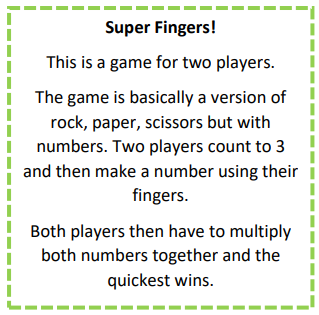 Super Fingers!
This is a game for two players.
The game is basically a version of
rock, paper, scissors but with
numbers. Two players count to 3
and then make a number using their
fingers.
Both players then have to multiply
both numbers together and the
quickest wins.